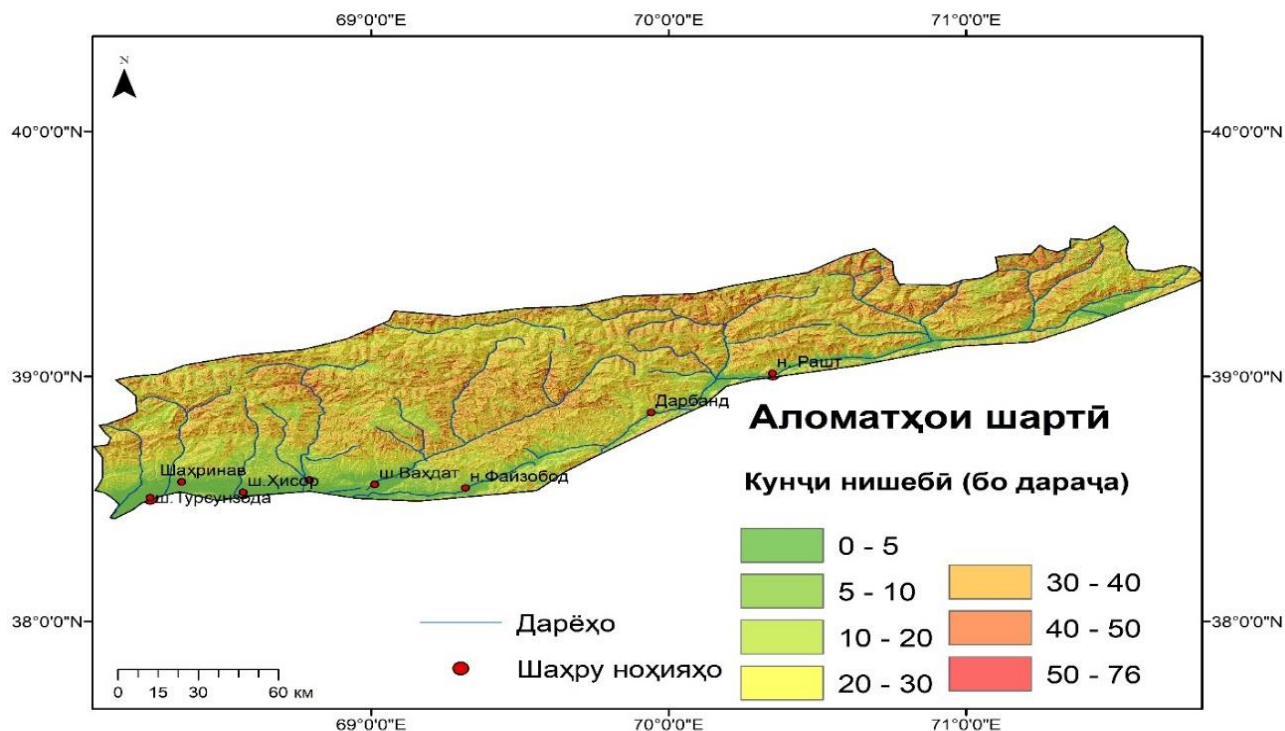 69°0'0"E 70°0'0"E 71°0'0"E
N
40°0'0"N 40°0'0"N
39°0'0"N 39°0'0"N
н. Рашт
Дарбанд
Шаҳринав
ш.Ҳисор
ш.Ваҳдат
н.Файзобод
ш.Турсунзода
Аломатҳои шартӣ
Кунҷи нишебӣ (бо дараҷа)
0 - 5
5 - 10
10 - 20
20 - 30
30 - 40
40 - 50
50 - 76
38°0'0"N 38°0'0"N
Дарёҳо
Шаҳру ноҳияҳо
0 15 30 60 км
69°0'0"E 70°0'0"E 71°0'0"E